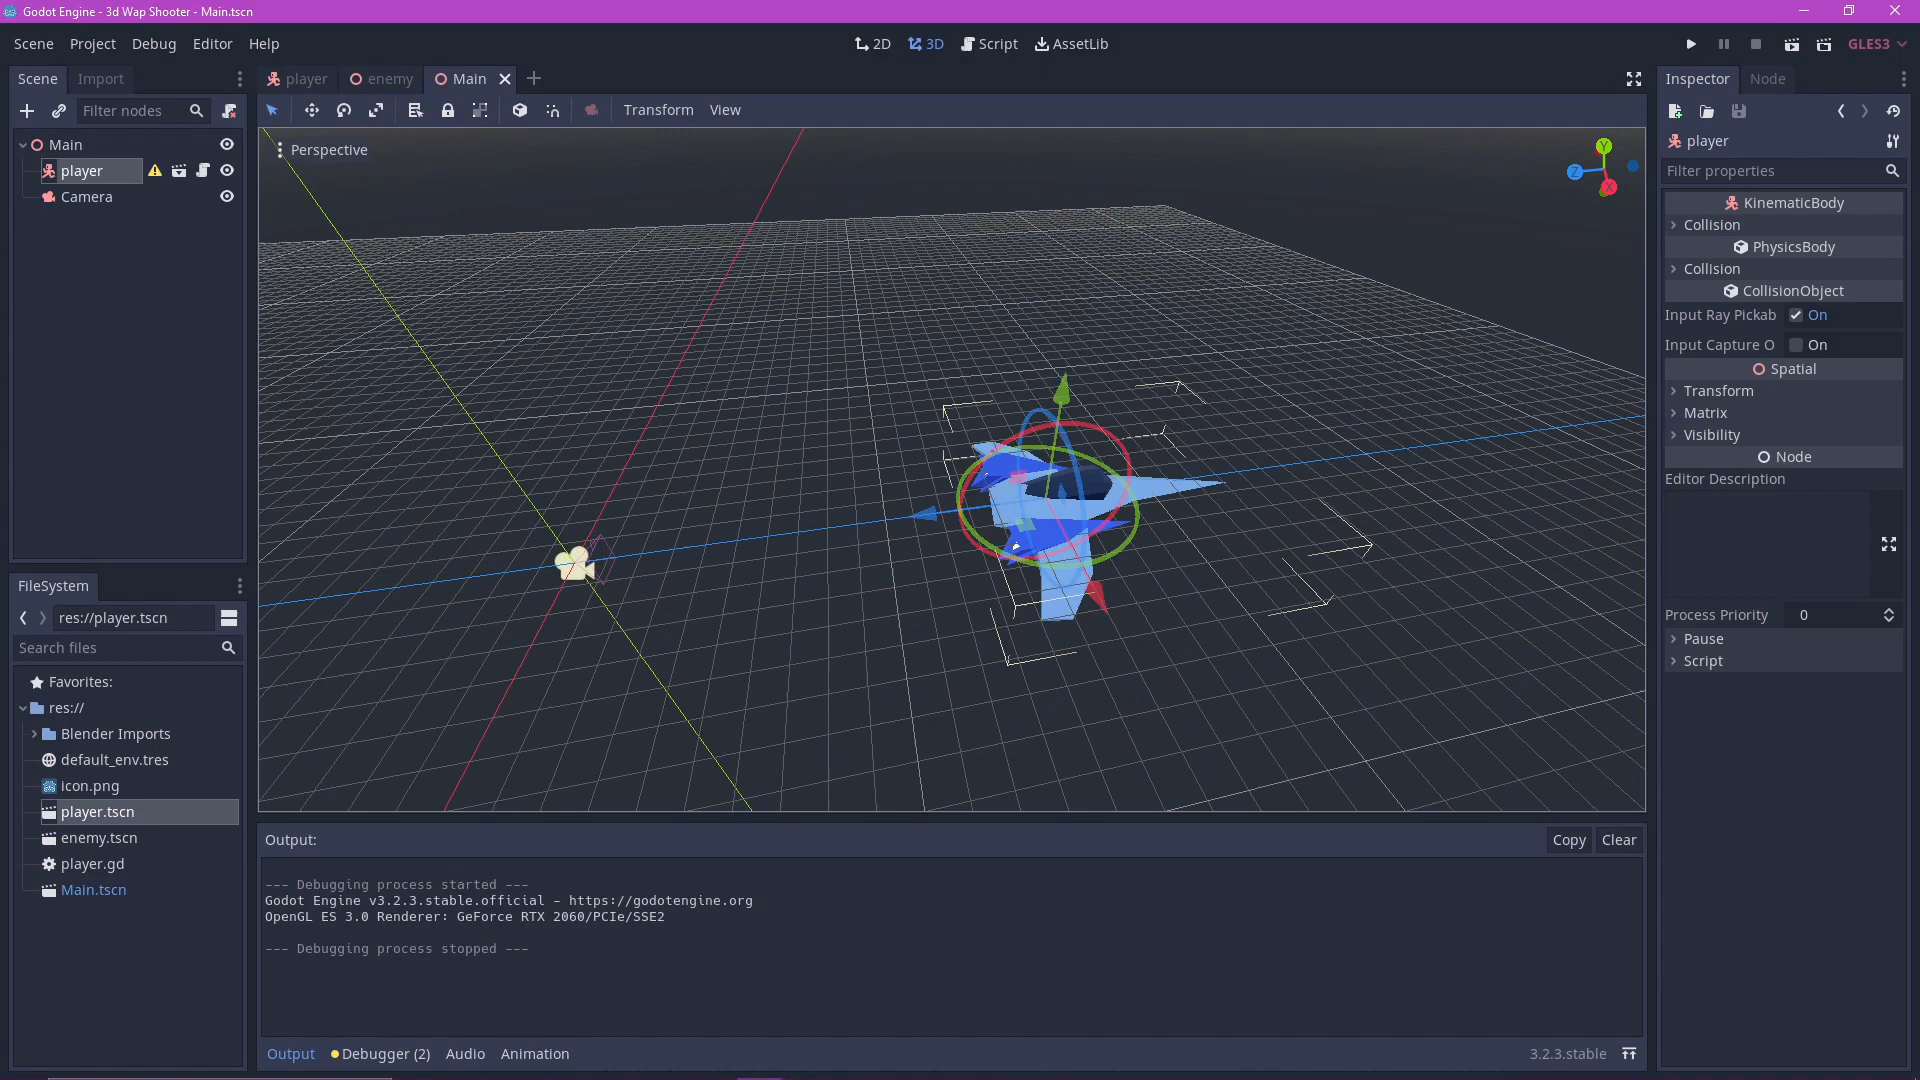 Godot Engine - 3d Wap Shooter - Main.tscn
Scene Project Debug Editor Help
2D 3D Script AssetLib
GLES3
Scene Import
player enemy Main
Inspector Node
Filter nodes
Transform View
Main
player
Camera
Perspective
Y
Z
X
player
Filter properties
KinematicBody
Collision
PhysicsBody
Collision
CollisionObject
Input Ray Pickab On
Input Capture O On
Spatial
Transform
Matrix
Visibility
Node
Editor Description
Process Priority 0
Pause
Script
FileSystem
res://player.tscn
Search files
Favorites:
res://
Blender Imports
default_env.tres
icon.png
player.tscn
enemy.tscn
player.gd
Main.tscn
Output:
Copy Clear
--- Debugging process started ---
Godot Engine v3.2.3.stable.official - https://godotengine.org
OpenGL ES 3.0 Renderer: GeForce RTX 2060/PCIe/SSE2
--- Debugging process stopped ---
Output Debugger (2) Audio Animation
3.2.3.stable